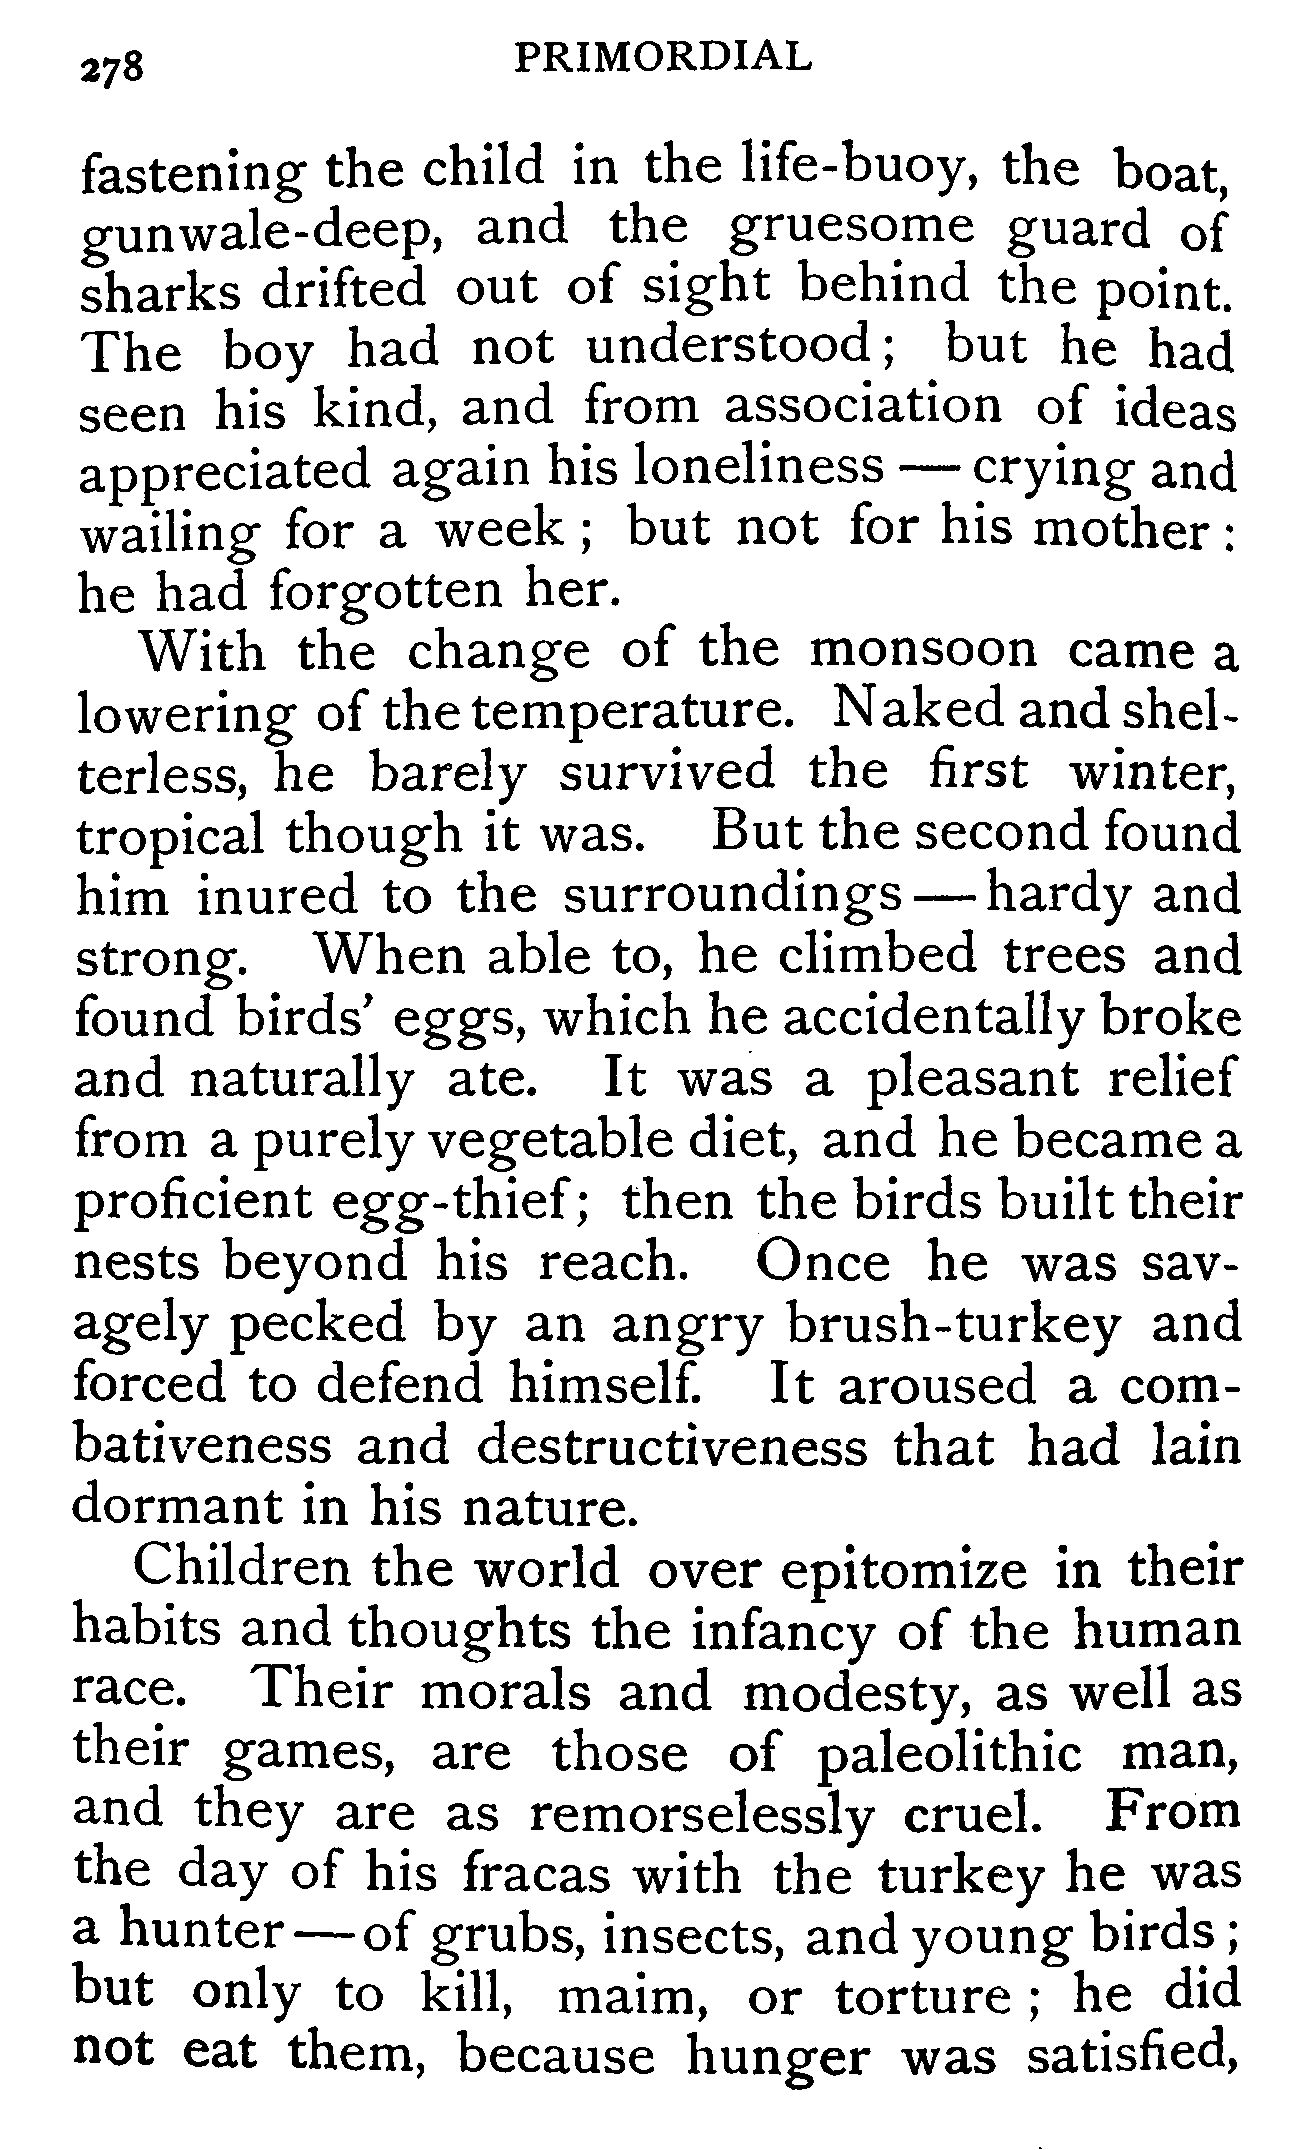 278 PRIMORDIAL
fastening the child in the life-buoy, the boat,
gunwale-deep, and the gruesome guard of
sharks drifted out of sight behind the point.
The boy had not understood; but he had
seen his kind, and from association of ideas
appreciated again his loneliness — crying and
wailing for a week; but not for his mother:
he had forgotten her.
With the change of the monsoon came a
lowering of the temperature. Naked and shel-
terless, he barely survived the first winter,
tropical though it was. But the second found
him inured to the surroundings — hardy and
strong. When able to, he climbed trees and
found birds' eggs, which he accidentally broke
and naturally ate. It was a pleasant relief
from a purely vegetable diet, and he became a
proficient egg-thief; then the birds built their
nests beyond his reach. Once he was sav-
agely pecked by an angry brush-turkey and
forced to defend himself. It aroused a com-
bativeness and destructiveness that had lain
dormant in his nature.
Children the world over epitomize in their
habits and thoughts the infancy of the human
race. Their morals and modesty, as well as
their games, are those of paleolithic man,
and they are as remorselessly cruel. From
the day of his fracas with the turkey he was
a hunter — of grubs, insects, and young birds;
but only to kill, maim, or torture; he did
not eat them, because hunger was satisfied,